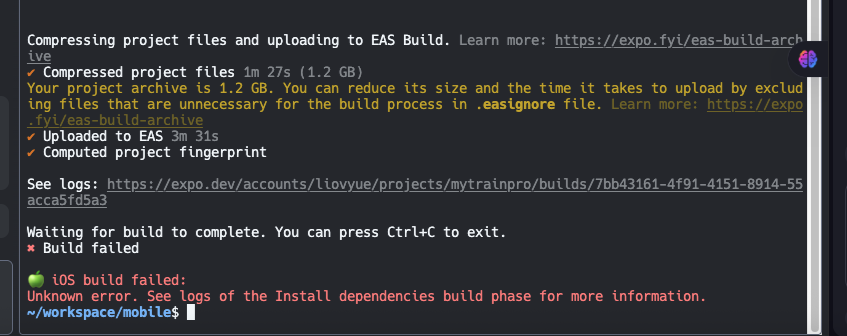 Compressing project files and uploading to EAS Build. Learn more: https://expo.fyi/eas-build-arch
ive
✔ Compressed project files 1m 27s (1.2 GB)
Your project archive is 1.2 GB. You can reduce its size and the time it takes to upload by exclud
ing files that are unnecessary for the build process in .easignore file. Learn more: https://expo
.fyi/eas-build-archive
✔ Uploaded to EAS 3m 31s
✔ Computed project fingerprint
See logs: https://expo.dev/accounts/liovyue/projects/mytrainpro/builds/7bb43161-4f91-4151-8914-55
acca5fd5a3
Waiting for build to complete. You can press Ctrl+C to exit.
✖ Build failed
🍏 iOS build failed:
Unknown error. See logs of the Install dependencies build phase for more information.
~/workspace/mobile$